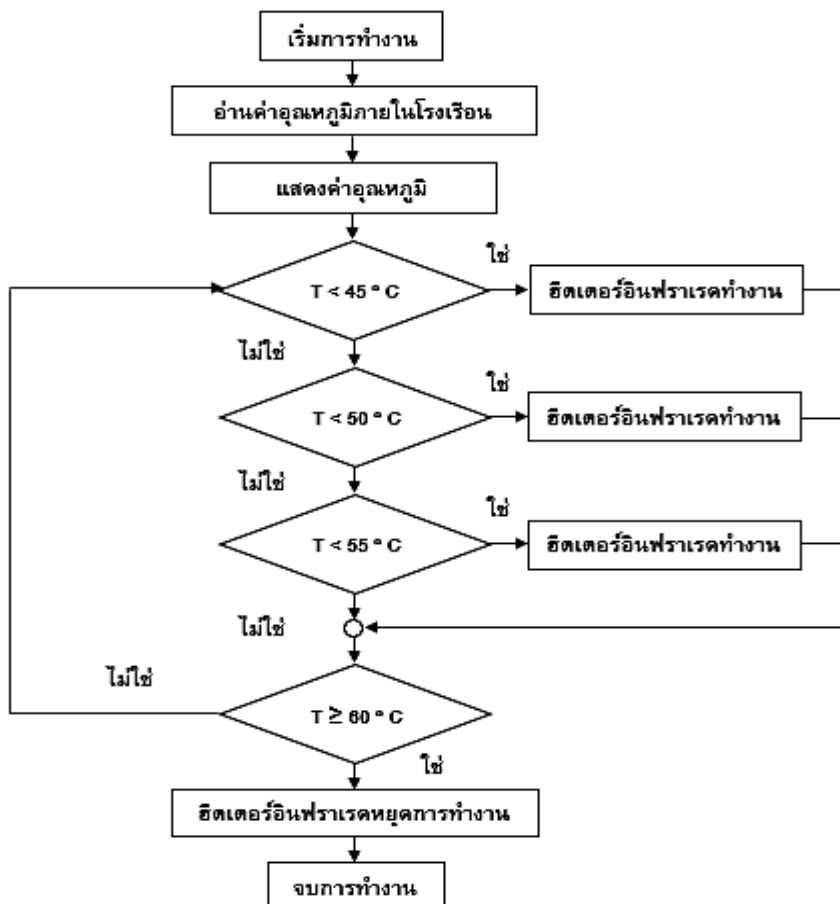 เริ่มการทำงาน
อ่านค่าอุณหภูมิภายในโรงเรือน
แสดงค่าอุณหภูมิ
T < 45 ° C
ใช่
ฮีตเตอร์อินฟราเรดทำงาน
ไม่ใช่
T < 50 ° C
ใช่
ฮีตเตอร์อินฟราเรดทำงาน
ไม่ใช่
T < 55 ° C
ใช่
ฮีตเตอร์อินฟราเรดทำงาน
ไม่ใช่
T ≥ 60 ° C
ไม่ใช่
ใช่
ฮีตเตอร์อินฟราเรดหยุดการทำงาน
จบการทำงาน